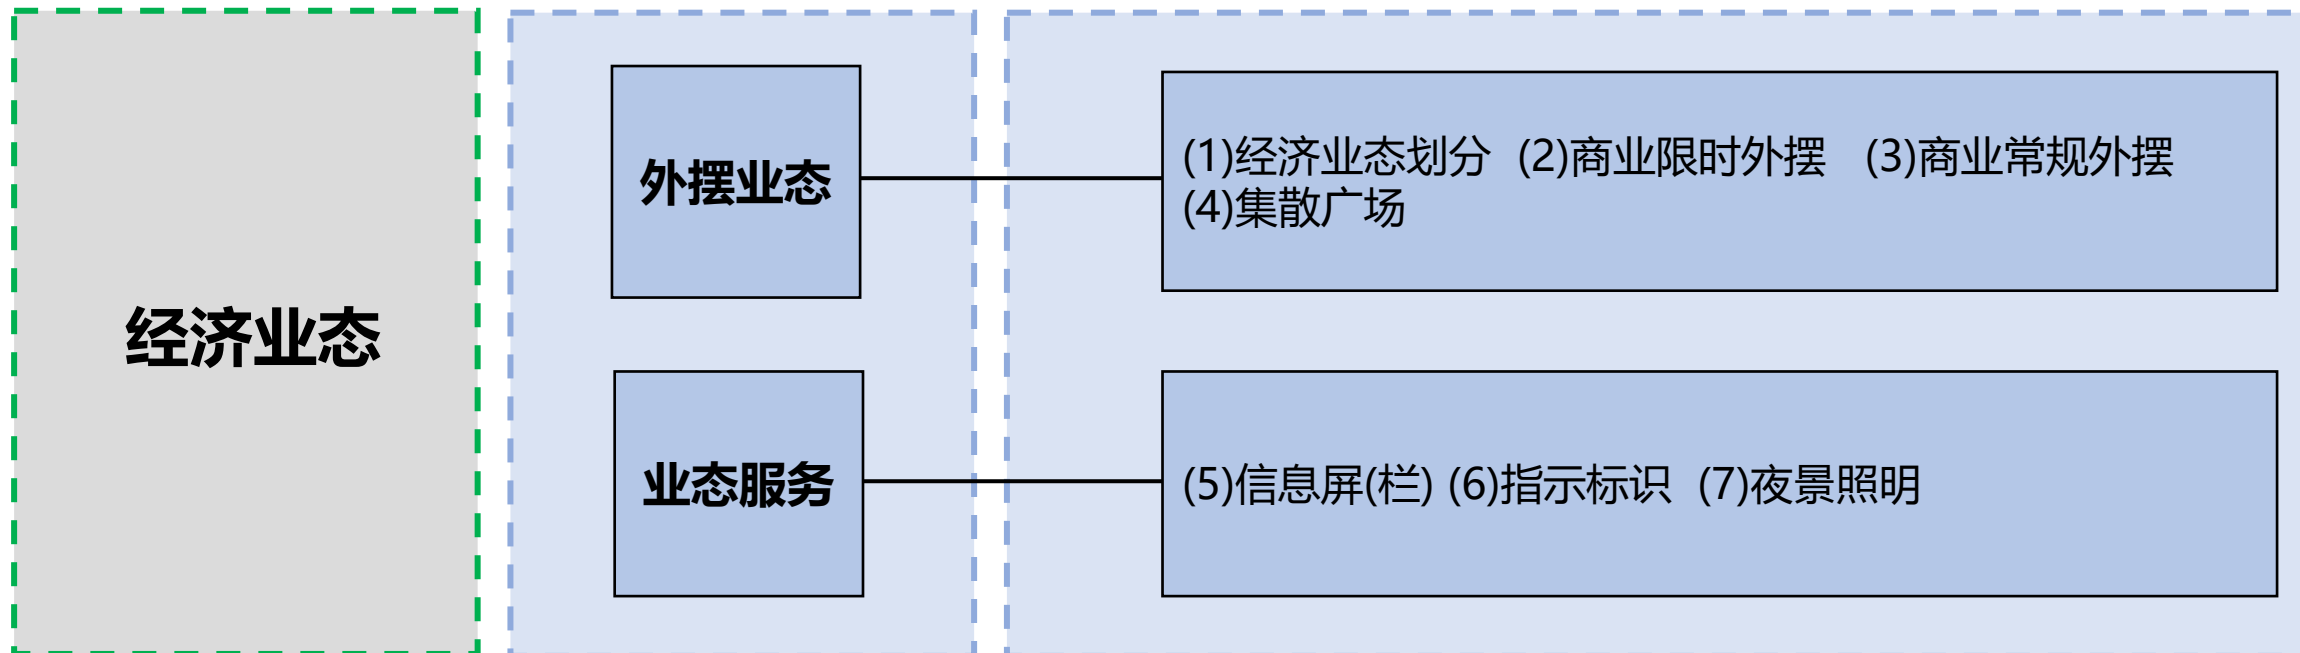 经济业态
外摆业态
(1)经济业态划分 (2)商业限时外摆 (3)商业常规外摆
(4)集散广场
业态服务
(5)信息屏(栏) (6)指示标识 (7)夜景照明